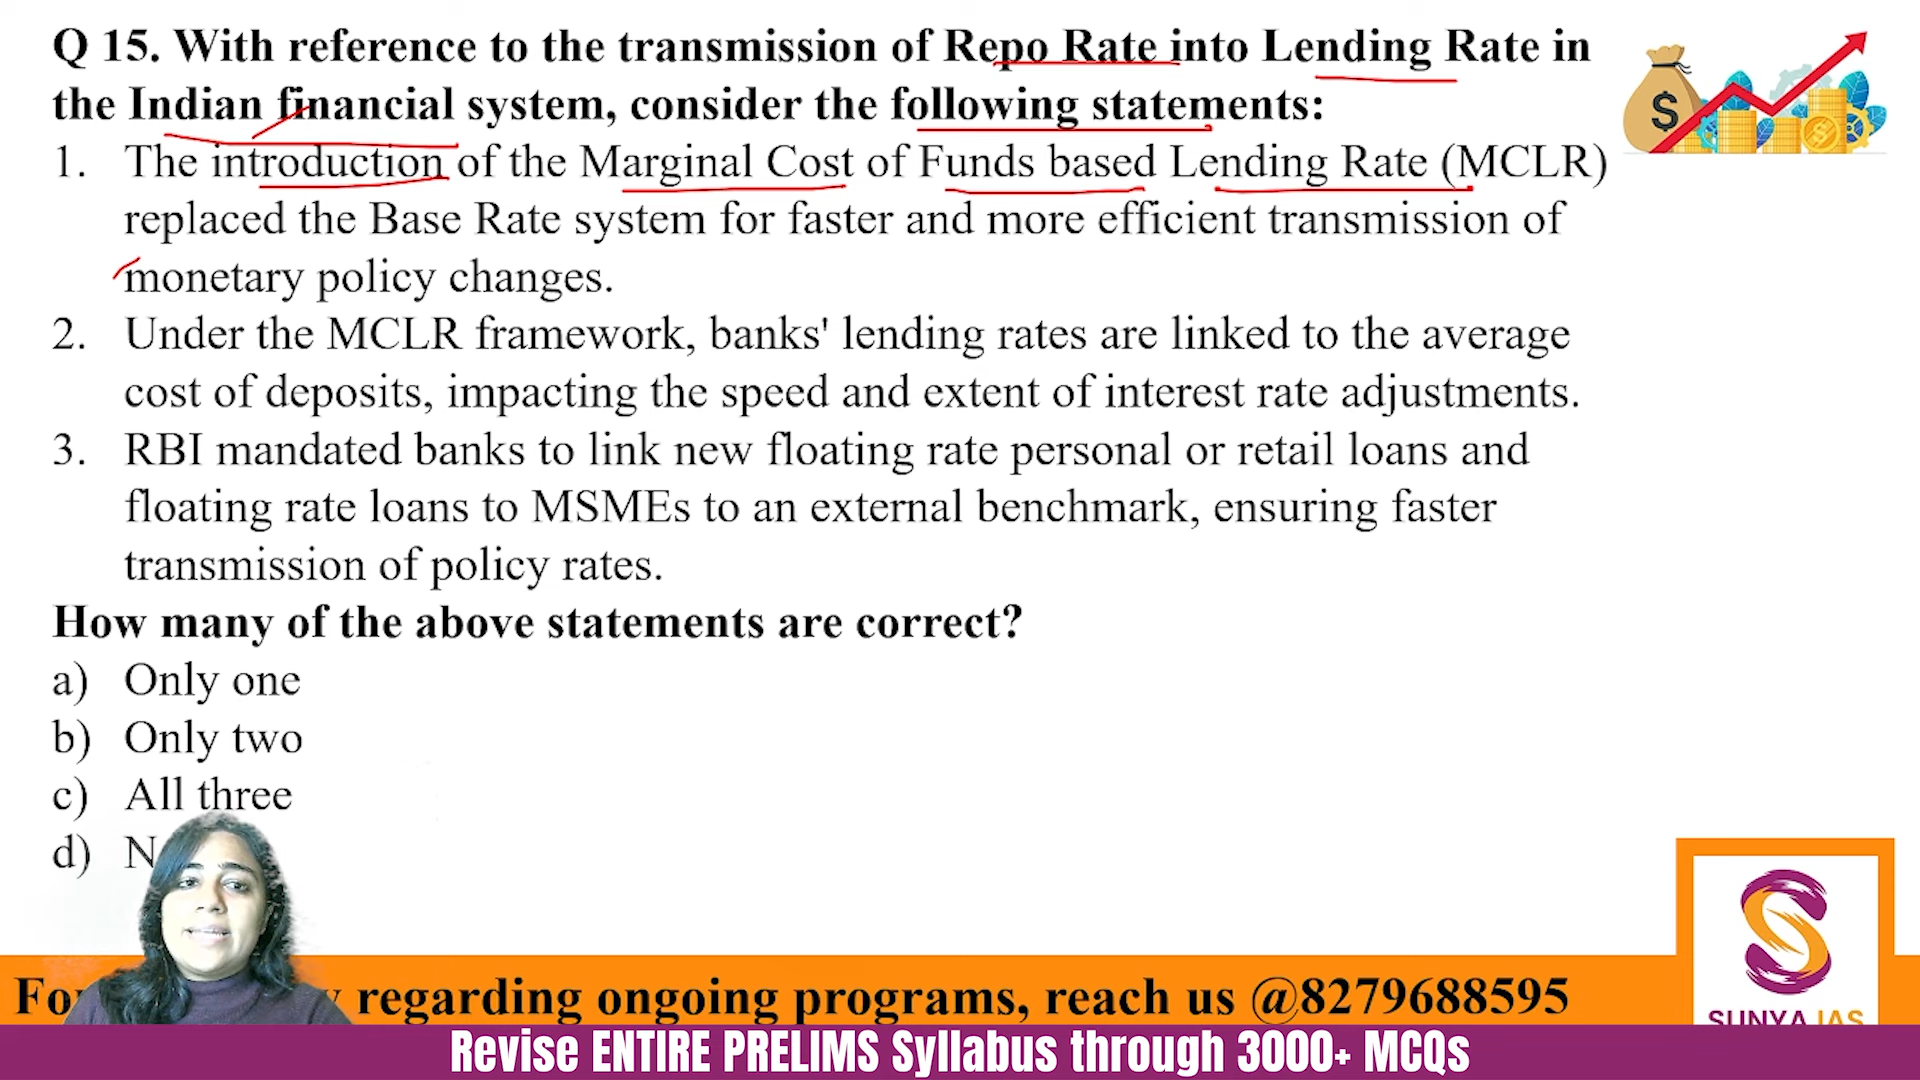 Q 15. With reference to the transmission of Repo Rate into Lending Rate in
the Indian financial system, consider the following statements:
1. The introduction of the Marginal Cost of Funds based Lending Rate (MCLR)
replaced the Base Rate system for faster and more efficient transmission of
monetary policy changes.
2. Under the MCLR framework, banks' lending rates are linked to the average
cost of deposits, impacting the speed and extent of interest rate adjustments.
3. RBI mandated banks to link new floating rate personal or retail loans and
floating rate loans to MSMEs to an external benchmark, ensuring faster
transmission of policy rates.
How many of the above statements are correct?
a) Only one
b) Only two
c) All three
d) N
regarding ongoing programs, reach us @8279688595
SUNYA IAS
Revise ENTIRE PRELIMS Syllabus through 3000+ MCQs